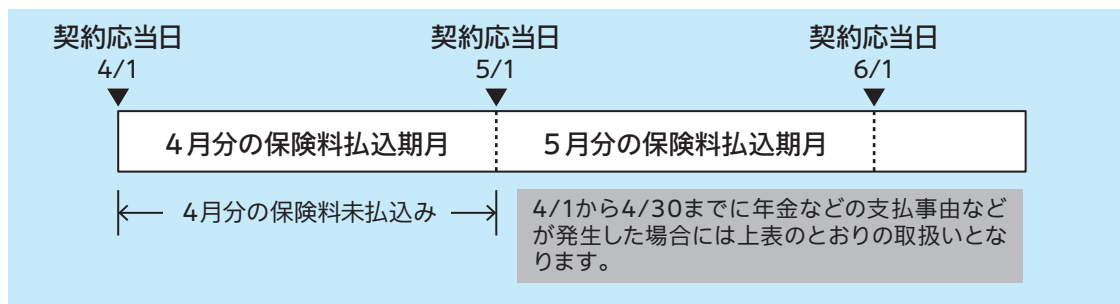 契約応当日
4/1
契約応当日
5/1
契約応当日
6/1
4月分の保険料払込期月
5月分の保険料払込期月
4月分の保険料未払込み
4/1から4/30までに年金などの支払事由など
が発生した場合には上表のとおりの取扱いとな
ります。